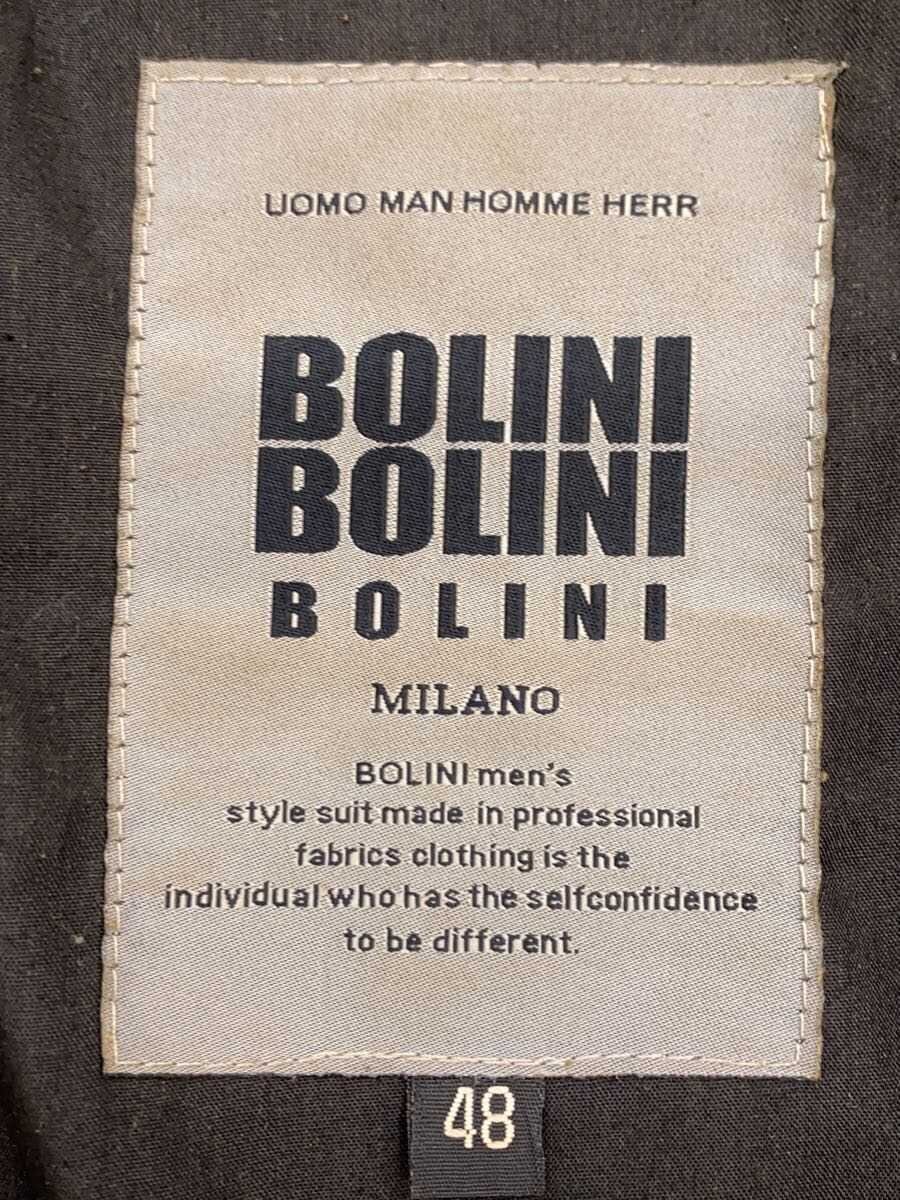 UOMO MAN HOMME HERR
BOLINI
BOLINI
BOLINI
MILANO
BOLINI men's
style suit made in professional
fabrics clothing is the
individual who has the selfconfidence
to be different.
48